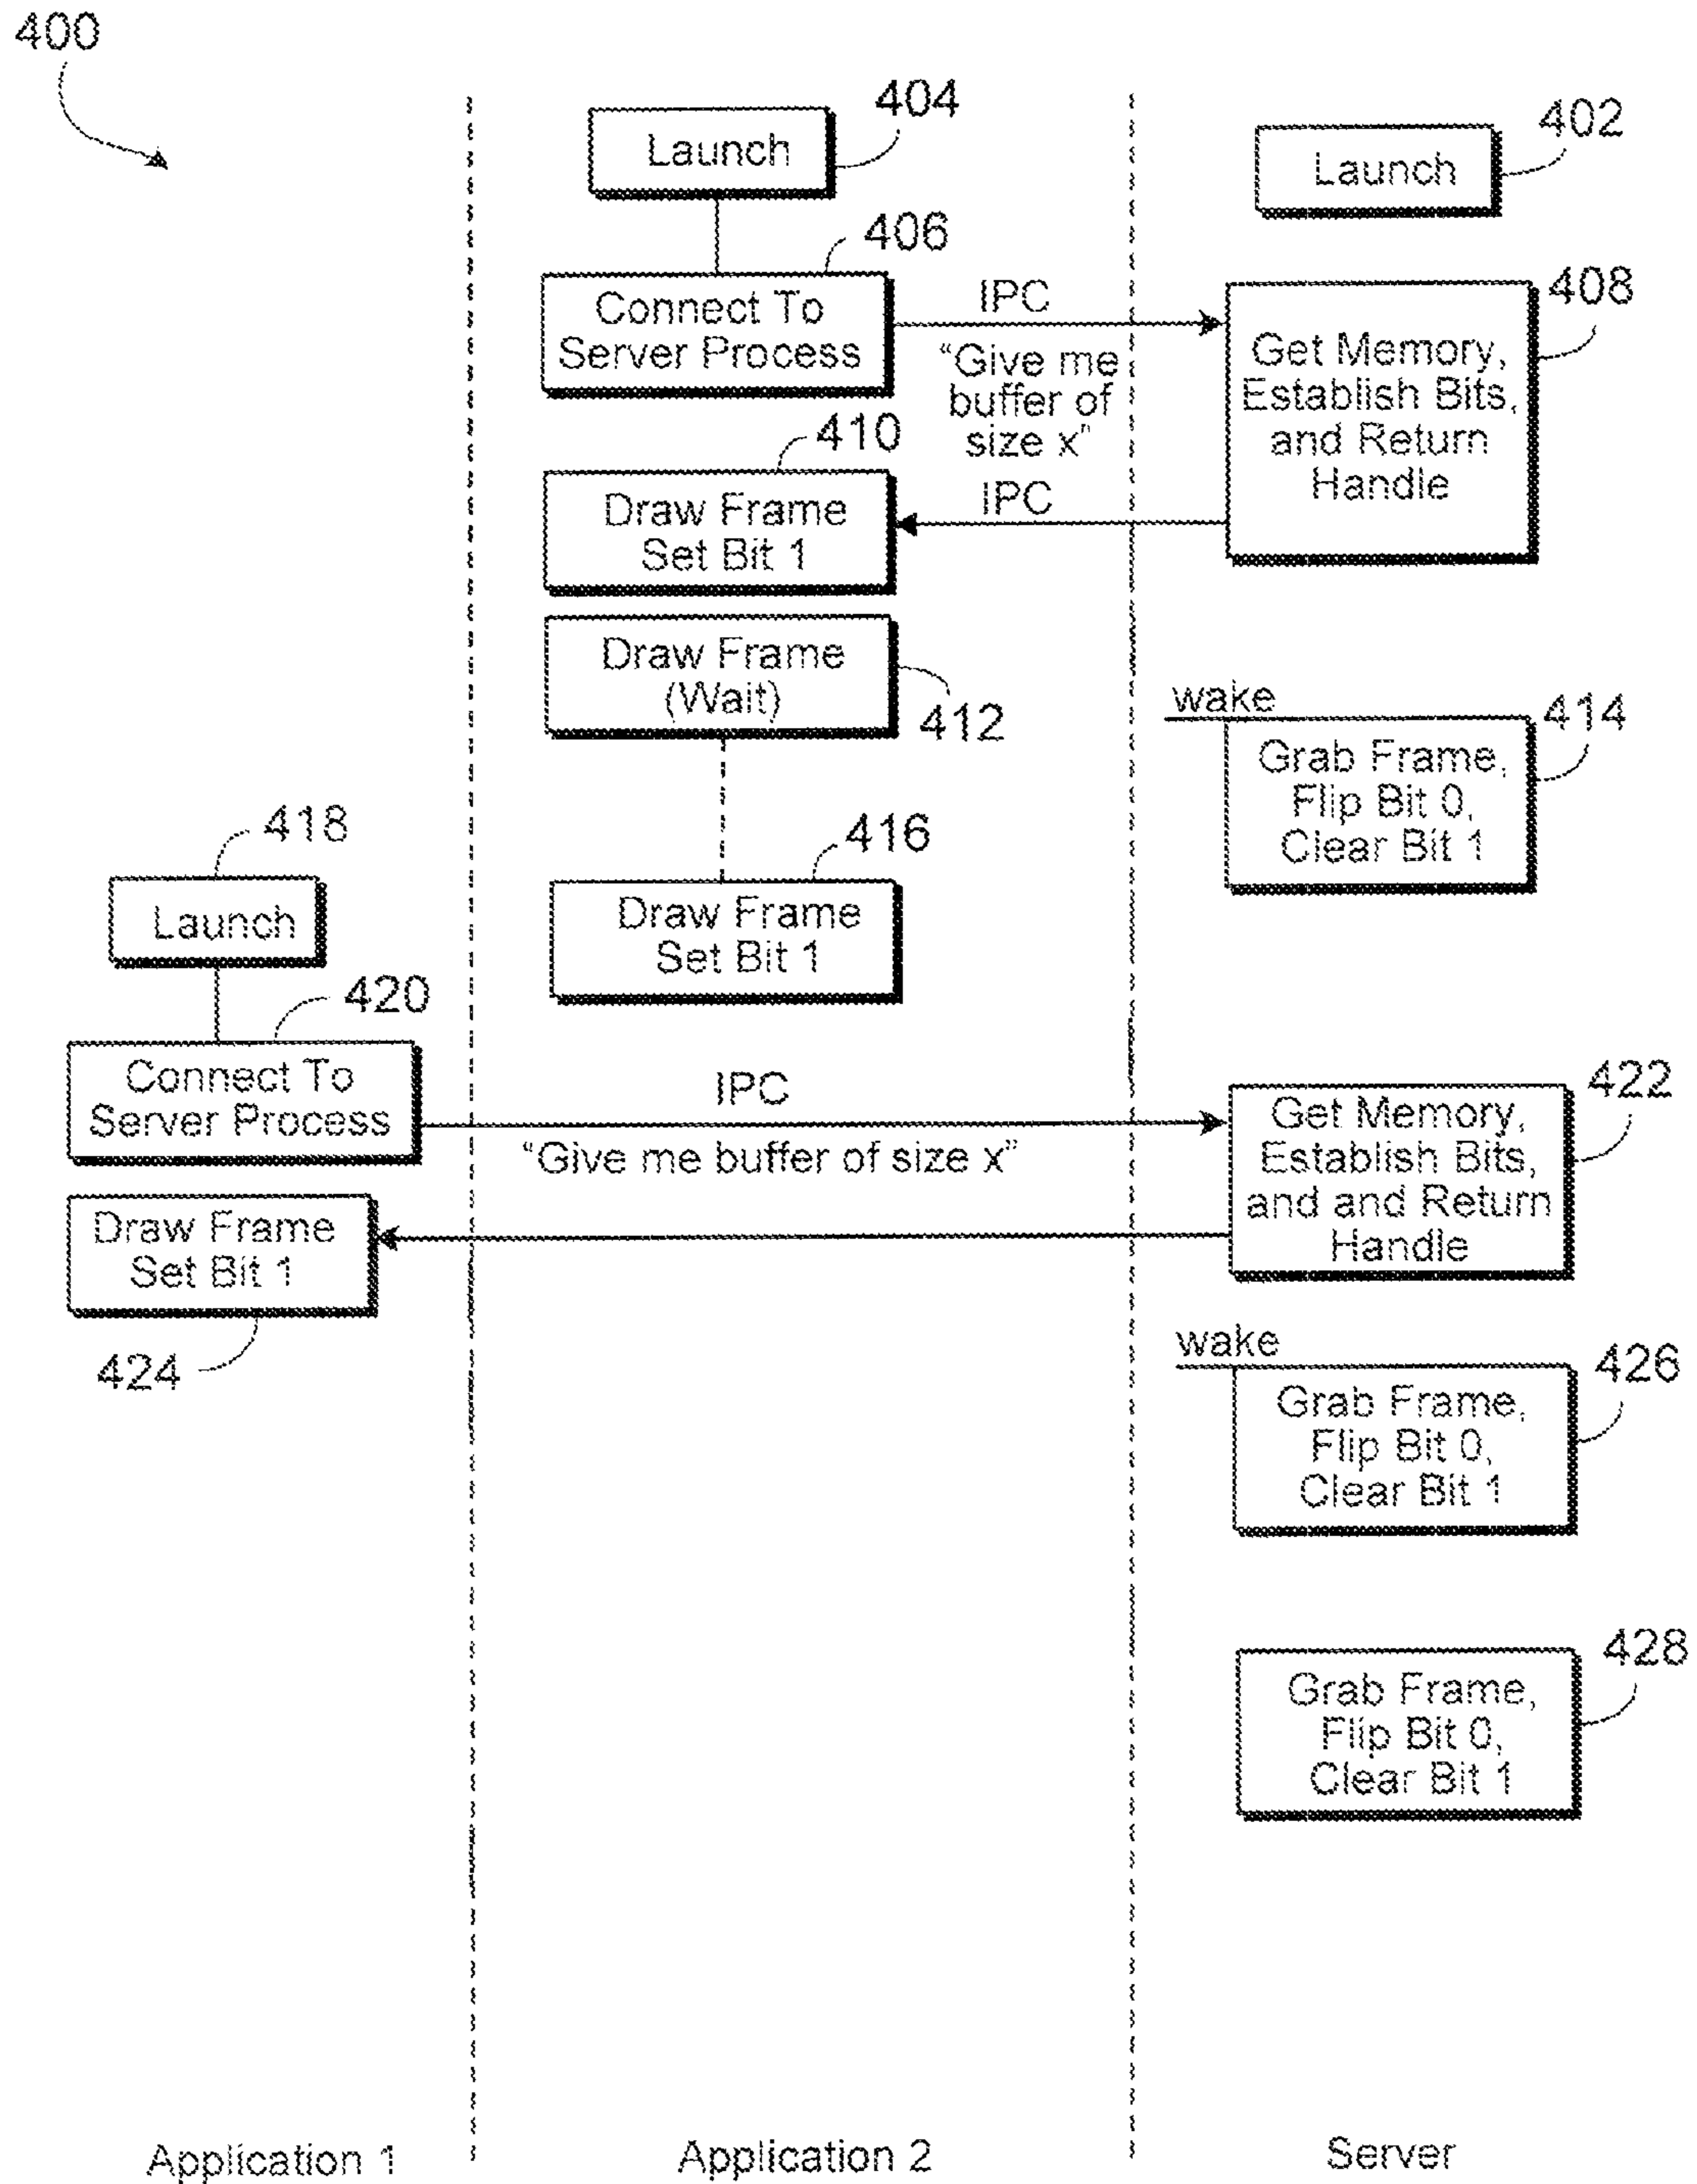 400
404
Launch
402
Launch
406
Connect To
Server Process
IPC
"Give me
buffer of
size x"
408
Get Memory,
Establish Bits,
and Return
Handle
410
Draw Frame
Set Bit 1
IPC
Draw Frame
(Wait)
412
wake
414
Grab Frame,
Flip Bit 0,
Clear Bit 1
416
Draw Frame
Set Bit 1
418
Launch
420
Connect To
Server Process
IPC
"Give me buffer of size x"
422
Get Memory,
Establish Bits,
and and Return
Handle
Draw Frame
Set Bit 1
424
wake
426
Grab Frame,
Flip Bit 0,
Clear Bit 1
428
Grab Frame,
Flip Bit 0,
Clear Bit 1
Application 1
Application 2
Server